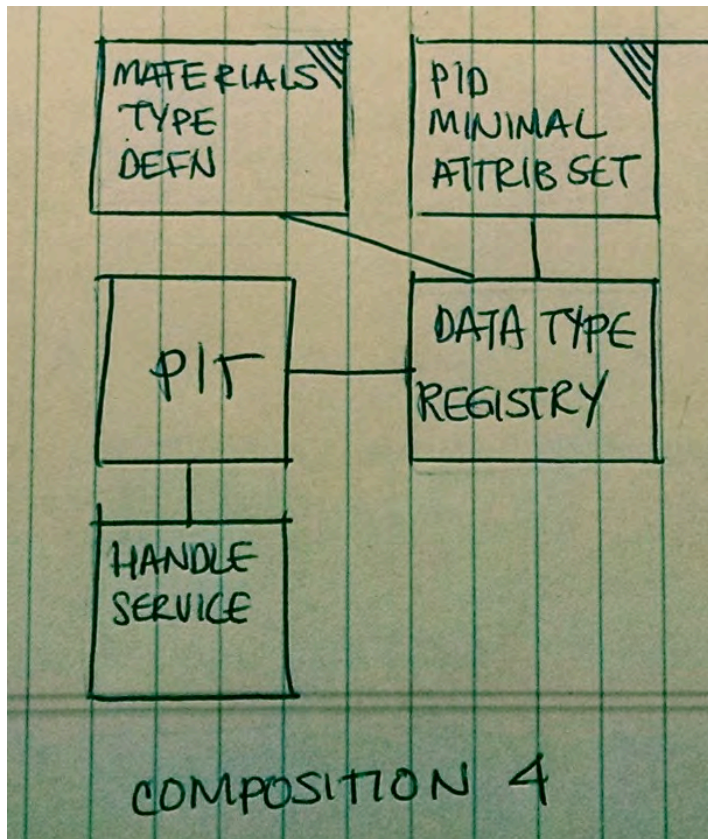 MATERIALS
TYPE
DEFN
PID
MINIMAL
ATTRIB SET
PIT
DATA TYPE
REGISTRY
HANDLE
SERVICE
COMPOSITION 4